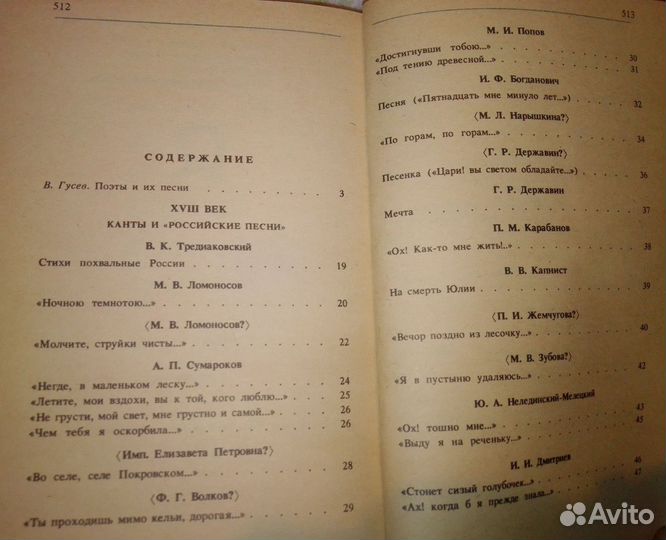 512
СОДЕРЖАНИЕ
В. Гусев. Поэты и их песни . . . . . . . . 3
XVIII ВЕК
КАНТЫ И «РОССИЙСКИЕ ПЕСНИ»
В. К. Тредиаковский
Стихи похвальные России . . . . . . . . 19
М. В. Ломоносов
«Ночною темнотою...» . . . . . . . . 20
⟨М. В. Ломоносов?⟩
«Молчите, струйки чисты...» . . . . . . . . 22
А. П. Сумароков
«Негде, в маленьком леску...» . . . . . . . . 24
«Летите, мои вздохи, вы к той, кого люблю...» . . 25
«Не грусти, мой свет, мне грустно и самой...» . . 26
«Чем тебя я оскорбила...» . . . . . . . . 26
⟨Имп. Елизавета Петровна?⟩
«Во селе, селе Покровском...» . . . . . . . . 28
⟨Ф. Г. Волков?⟩
«Ты проходишь мимо кельи, дорогая...» . . . . 29
513
М. И. Попов
«Достигнувши тобою...» . . . . . . . . 30
«Под тению древесной...» . . . . . . . . 31
И. Ф. Богданович
Песня («Пятнадцать мне минуло лет...») . . . . 32
⟨М. Л. Нарышкина?⟩
«По горам, по горам...» . . . . . . . . 34
⟨Г. Р. Державин?⟩
Песенка («Цари! вы светом обладайте...») . . . . 36
Г. Р. Державин
Мечта . . . . . . . . 37
П. М. Карабанов
«Ох! Как-то мне жить!..» . . . . . . . . 38
В. В. Капнист
На смерть Юлии . . . . . . . . 39
⟨П. И. Жемчугова?⟩
«Вечор поздно из лесочку...» . . . . . . . . 40
⟨М. В. Зубова?⟩
«Я в пустыню удаляюсь...» . . . . . . . . 42
Ю. А. Нелединский-Мелецкий
«Ох! тошно мне...» . . . . . . . . 43
«Выду я на реченьку...» . . . . . . . . 45
И. И. Дмитриев
«Стонет сизый голубочек...» . . . . . . . . 46
«Ах! когда б я прежде знала...» . . . . . . . . 47
Avito